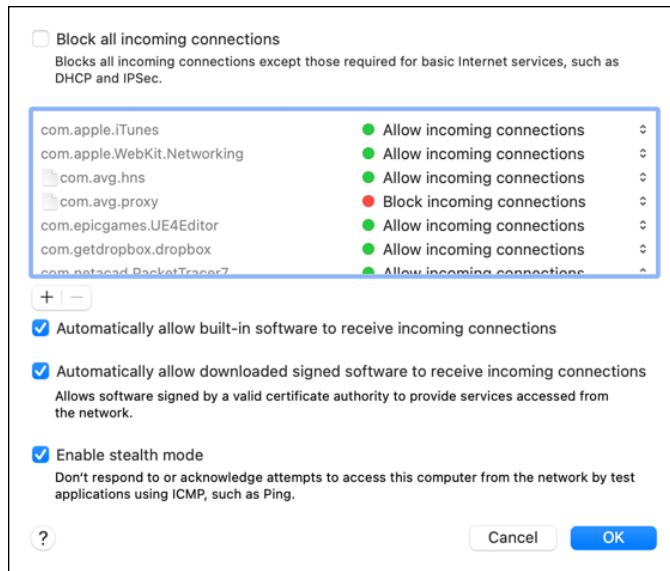 Block all incoming connections
Blocks all incoming connections except those required for basic Internet services, such as
DHCP and IPSec.
com.apple.iTunes Allow incoming connections
com.apple.WebKit.Networking Allow incoming connections
com.avg.hns Allow incoming connections
com.avg.proxy Block incoming connections
com.epicgames.UE4Editor Allow incoming connections
com.getdropbox.dropbox Allow incoming connections
com.netacad.PacketTracer7 Allow incoming connections
+ −
Automatically allow built-in software to receive incoming connections
Automatically allow downloaded signed software to receive incoming connections
Allows software signed by a valid certificate authority to provide services accessed from
the network.
Enable stealth mode
Don't respond to or acknowledge attempts to access this computer from the network by test
applications using ICMP, such as Ping.
? Cancel OK